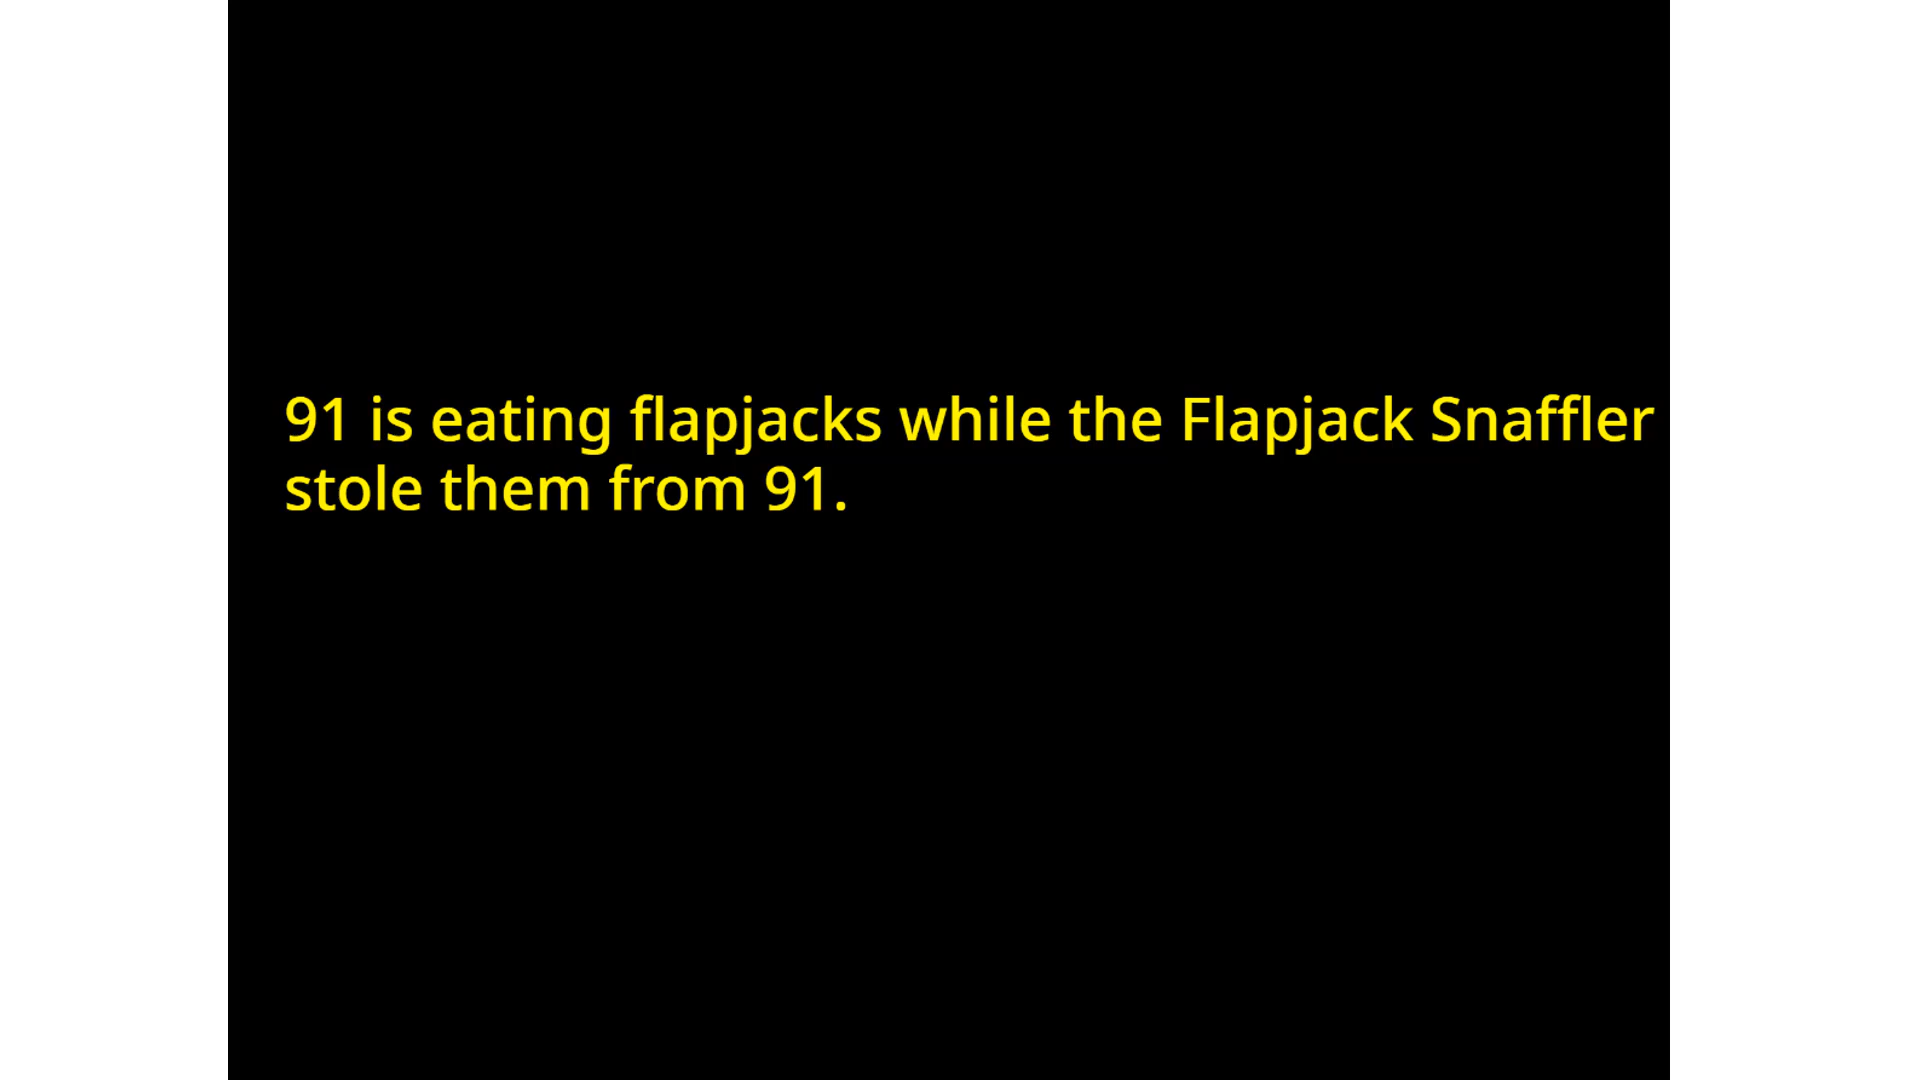 91 is eating flapjacks while the Flapjack Snaffler
stole them from 91.